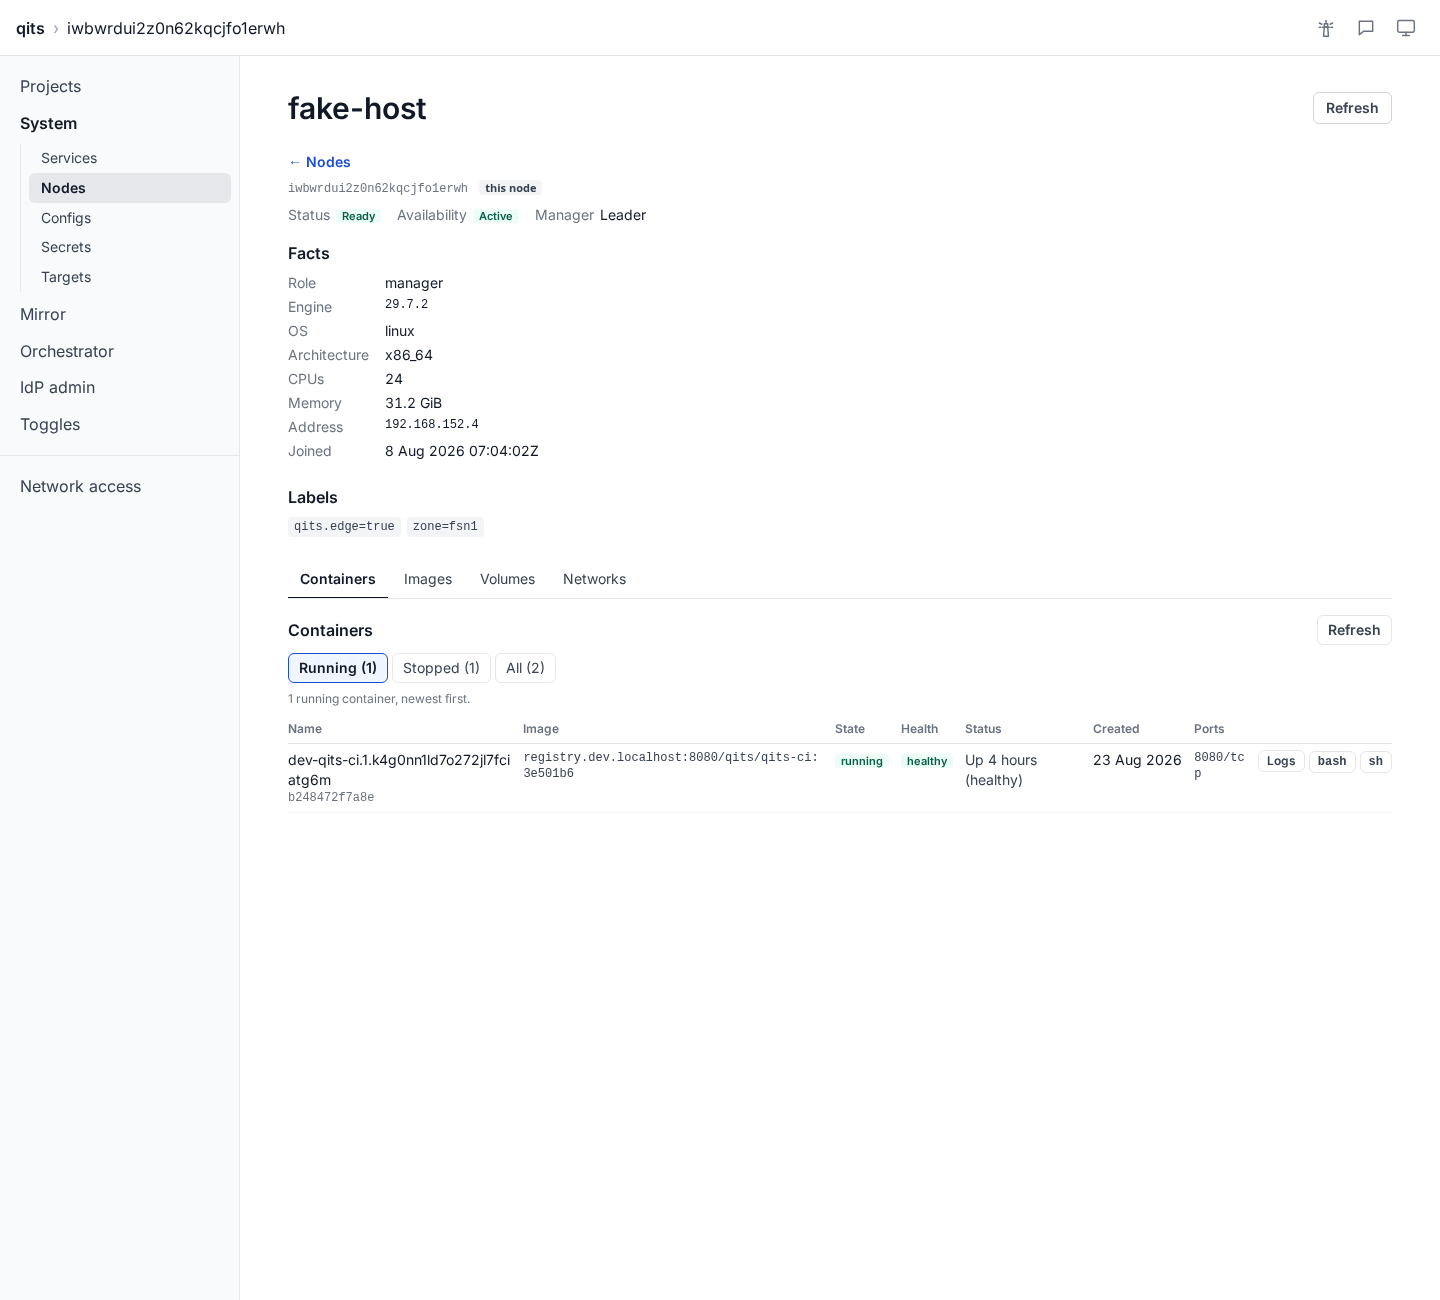 qits › iwbwrdui2z0n62kqcjfo1erwh
Projects
System
Services
Nodes
Configs
Secrets
Targets
Mirror
Orchestrator
IdP admin
Toggles
Network access
fake-host
Refresh
← Nodes
iwbwrdui2z0n62kqcjfo1erwh this node
Status Ready Availability Active Manager Leader
Facts
Role manager
Engine 29.7.2
OS linux
Architecture x86_64
CPUs 24
Memory 31.2 GiB
Address 192.168.152.4
Joined 8 Aug 2026 07:04:02Z
Labels
qits.edge=true zone=fsn1
Containers Images Volumes Networks
Containers
Refresh
Running (1) Stopped (1) All (2)
1 running container, newest first.
Name Image State Health Status Created Ports
dev-qits-ci.1.k4g0nn1ld7o272jl7fci registry.dev.localhost:8080/qits/qits-ci: running healthy Up 4 hours 23 Aug 2026 8080/tc Logs bash sh
atg6m 3e501b6 (healthy) p
b248472f7a8e